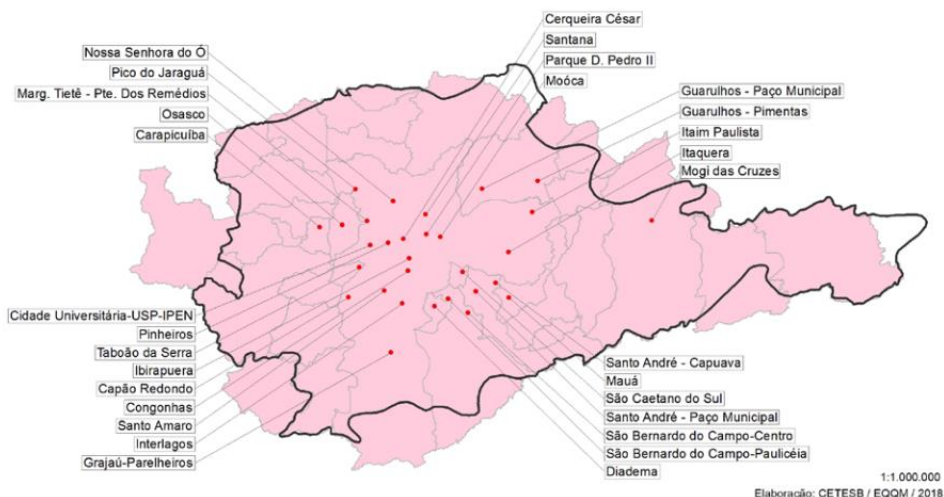 Cerqueira César
Santana
Parque D. Pedro II
Moóca
Nossa Senhora do Ó
Pico do Jaraguá
Marg. Tietê - Pte. Dos Remédios
Osasco
Carapicuíba
Guarulhos - Paço Municipal
Guarulhos - Pimentas
Itaim Paulista
Itaquera
Mogi das Cruzes
Cidade Universitária-USP-IPEN
Pinheiros
Taboão da Serra
Ibirapuera
Capão Redondo
Congonhas
Santo Amaro
Interlagos
Grajaú-Parelheiros
Santo André - Capuava
Mauá
São Caetano do Sul
Santo André - Paço Municipal
São Bernardo do Campo-Centro
São Bernardo do Campo-Paulicéia
Diadema
1:1.000.000
Elaboração: CETESB / EQQM / 2018